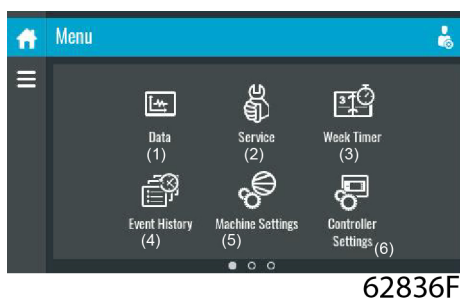 Menu
Data
(1)
Service
(2)
Week Timer
(3)
Event History
(4)
Machine Settings
(5)
Controller
Settings (6)
62836F